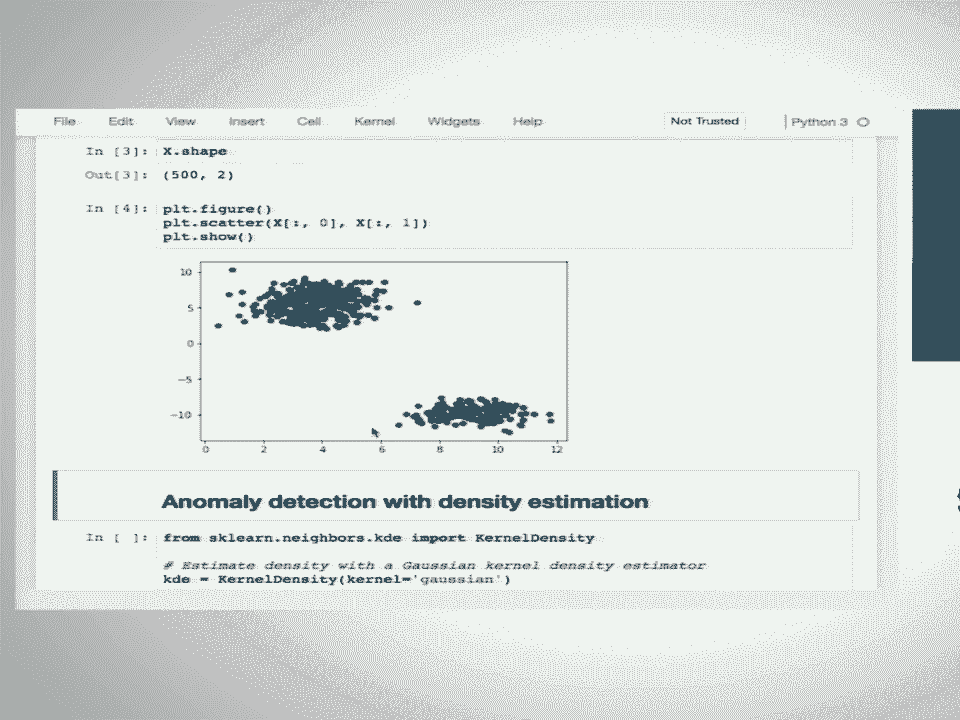 File Edit View Insert Cell Kernel Widgets Help Not Trusted Python 3
In [3]: X.shape
Out[3]: (500, 2)
In [4]: plt.figure()
plt.scatter(X[:, 0], X[:, 1])
plt.show()
10
5
0
−5
−10
0 2 4 6 8 10 12
Anomaly detection with density estimation
In [ ]: from sklearn.neighbors.kde import KernelDensity
# Estimate density with a Gaussian kernel density estimator
kde = KernelDensity(kernel='gaussian')